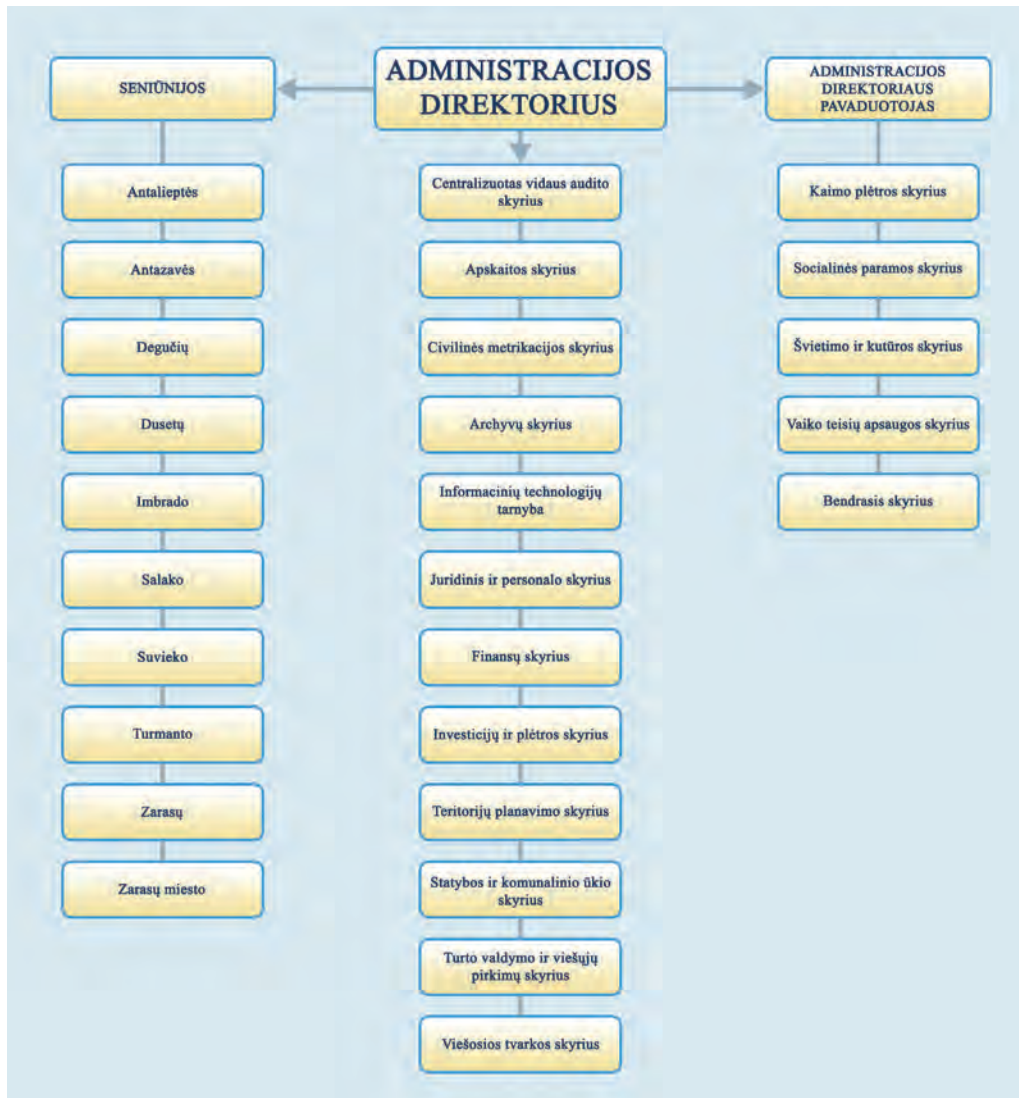 SENIŪNIJOS
Antalieptės
Antazavės
Degučių
Dusetų
Imbrado
Salako
Suvieko
Turmanto
Zarasų
Zarasų miesto
ADMINISTRACIJOS
DIREKTORIUS
Centralizuotas vidaus audito
skyrius
Apskaitos skyrius
Civilinės metrikacijos skyrius
Archyvų skyrius
Informacinių technologijų
tarnyba
Juridinis ir personalo skyrius
Finansų skyrius
Investicijų ir plėtros skyrius
Teritorijų planavimo skyrius
Statybos ir komunalinio ūkio
skyrius
Turto valdymo ir viešųjų
pirkimų skyrius
Viešosios tvarkos skyrius
ADMINISTRACIJOS
DIREKTORIAUS
PAVADUOTOJAS
Kaimo plėtros skyrius
Socialinės paramos skyrius
Švietimo ir kutūros skyrius
Vaiko teisių apsaugos skyrius
Bendrasis skyrius